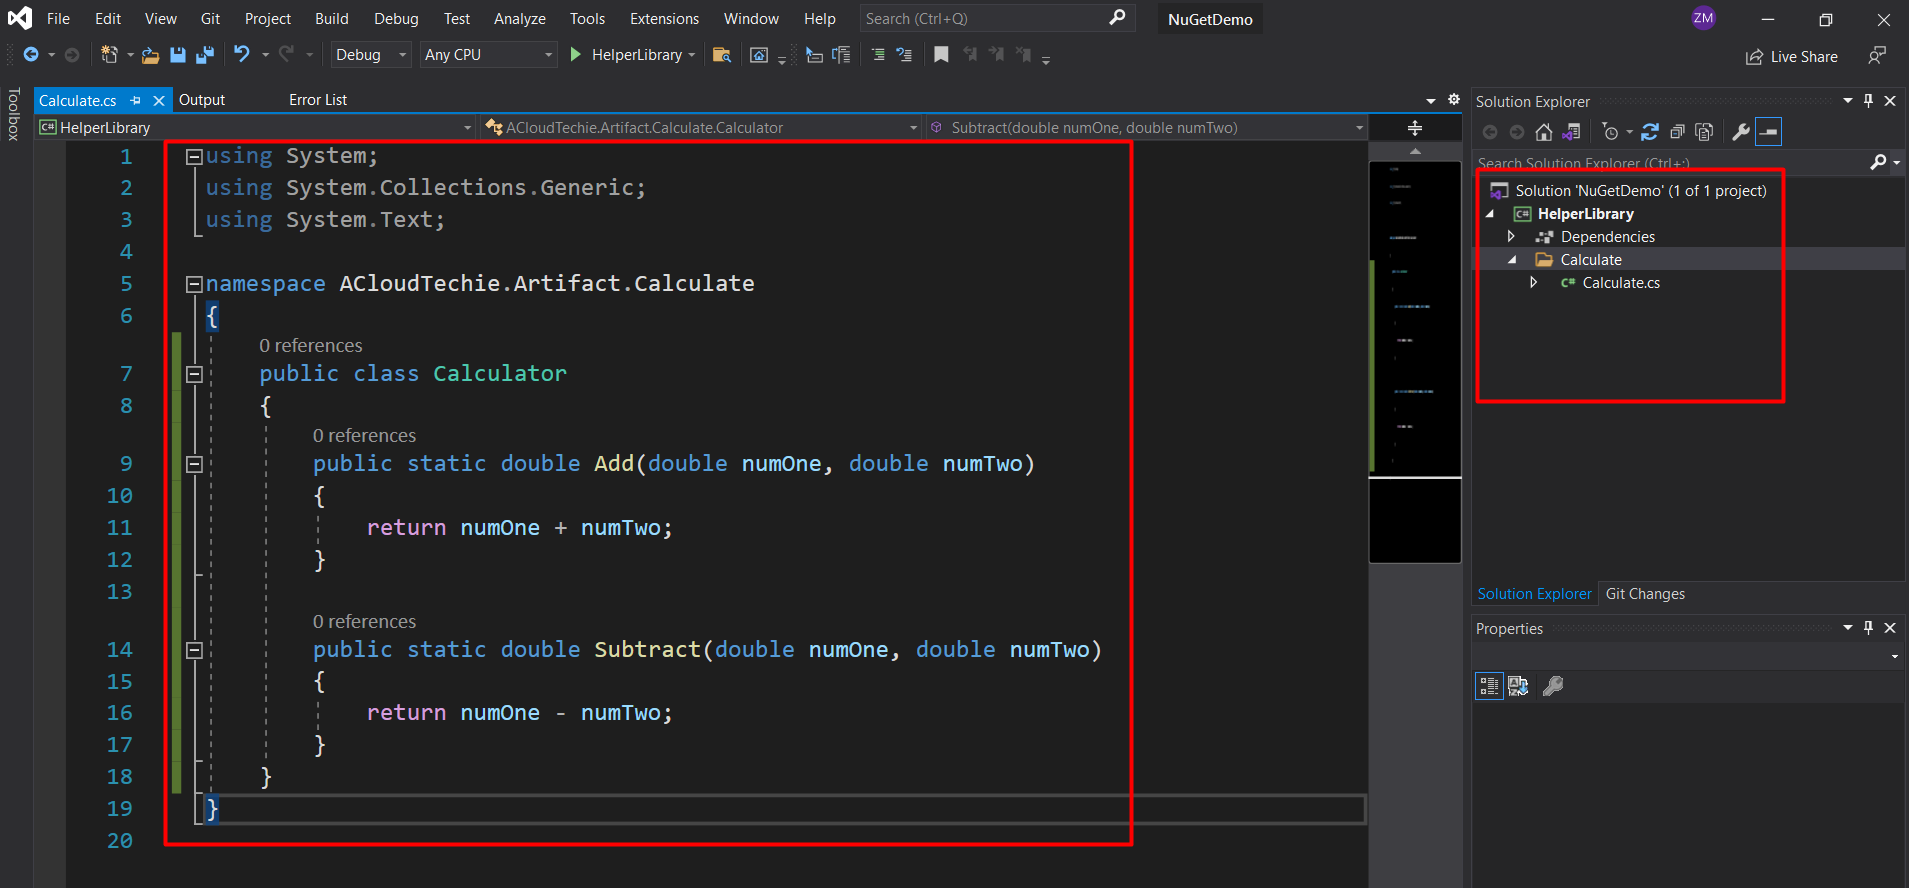 File Edit View Git Project Build Debug Test Analyze Tools Extensions Window Help Search (Ctrl+Q) NuGetDemo ZM
Debug Any CPU HelperLibrary Live Share
Toolbox
Calculate.cs Output Error List
C# HelperLibrary ACloudTechie.Artifact.Calculate.Calculator Subtract(double numOne, double numTwo)
1 using System;
2 using System.Collections.Generic;
3 using System.Text;
4
5 namespace ACloudTechie.Artifact.Calculate
6 {
0 references
7 public class Calculator
8 {
0 references
9 public static double Add(double numOne, double numTwo)
10 {
11 return numOne + numTwo;
12 }
13
0 references
14 public static double Subtract(double numOne, double numTwo)
15 {
16 return numOne - numTwo;
17 }
18 }
19 }
20
Solution Explorer
Search Solution Explorer (Ctrl+;)
Solution 'NuGetDemo' (1 of 1 project)
C# HelperLibrary
Dependencies
Calculate
C# Calculate.cs
Solution Explorer Git Changes
Properties